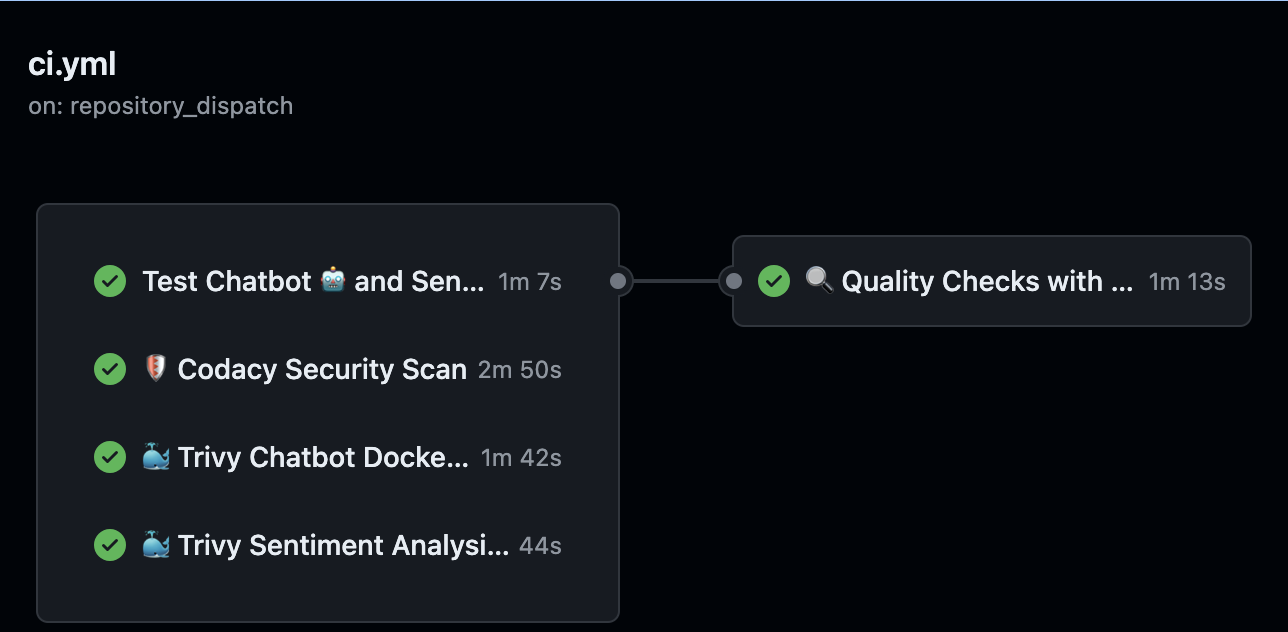 ci.yml
on: repository_dispatch
Test Chatbot 🤖 and Sen... 1m 7s
🔍 Quality Checks with ... 1m 13s
🛡️ Codacy Security Scan 2m 50s
🐳 Trivy Chatbot Docke... 1m 42s
🐳 Trivy Sentiment Analysi... 44s